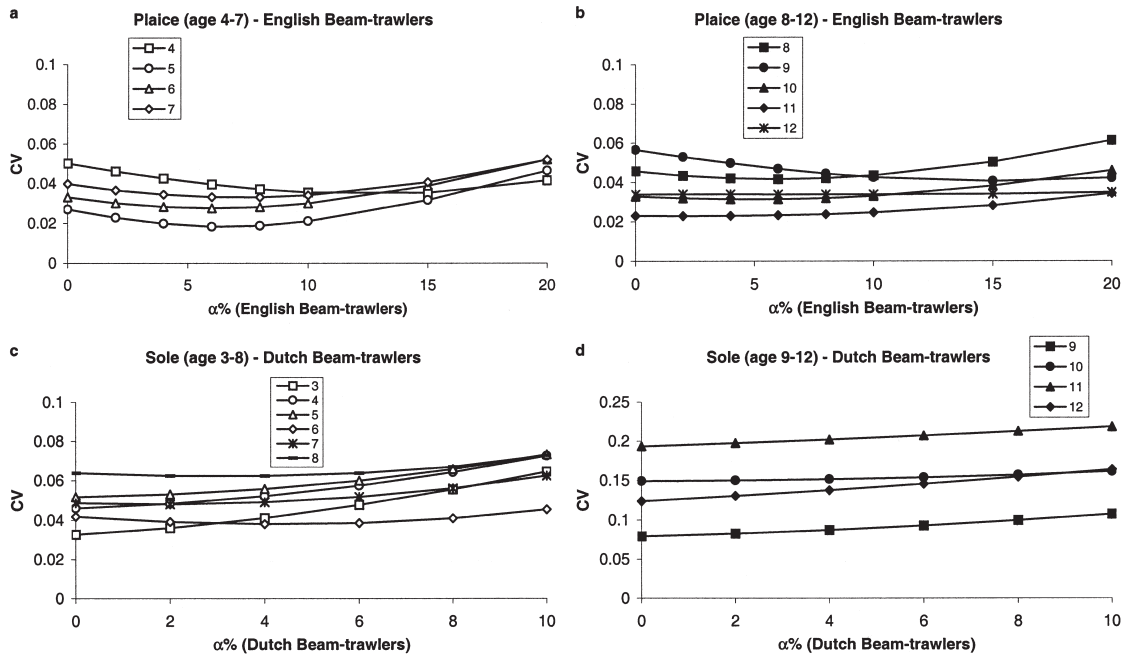 a
Plaice (age 4-7) - English Beam-trawlers
4
5
6
7
0.1
0.08
0.06
0.04
0.02
0
CV
0 5 10 15 20
α% (English Beam-trawlers)
b
Plaice (age 8-12) - English Beam-trawlers
8
9
10
11
12
0.1
0.08
0.06
0.04
0.02
0
CV
0 5 10 15 20
α% (English Beam-trawlers)
c
Sole (age 3-8) - Dutch Beam-trawlers
3
4
5
6
7
8
0.1
0.08
0.06
0.04
0.02
0
CV
0 2 4 6 8 10
α% (Dutch Beam-trawlers)
d
Sole (age 9-12) - Dutch Beam-trawlers
9
10
11
12
0.25
0.2
0.15
0.1
0.05
0
CV
0 2 4 6 8 10
α% (Dutch Beam-trawlers)